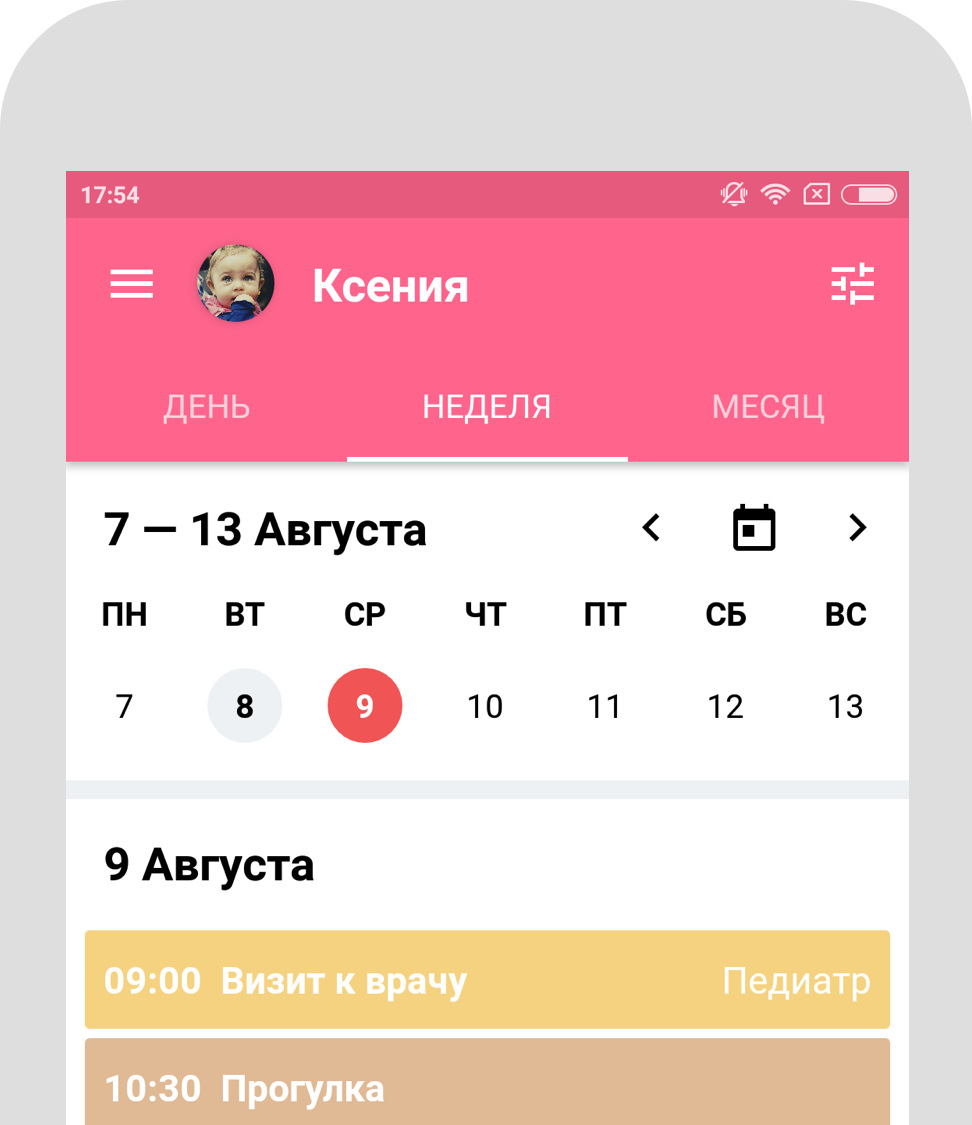 17:54
Ксения
ДЕНЬ НЕДЕЛЯ МЕСЯЦ
7 — 13 Августа
ПН ВТ СР ЧТ ПТ СБ ВС
7 8 9 10 11 12 13
9 Августа
09:00 Визит к врачу Педиатр
10:30 Прогулка